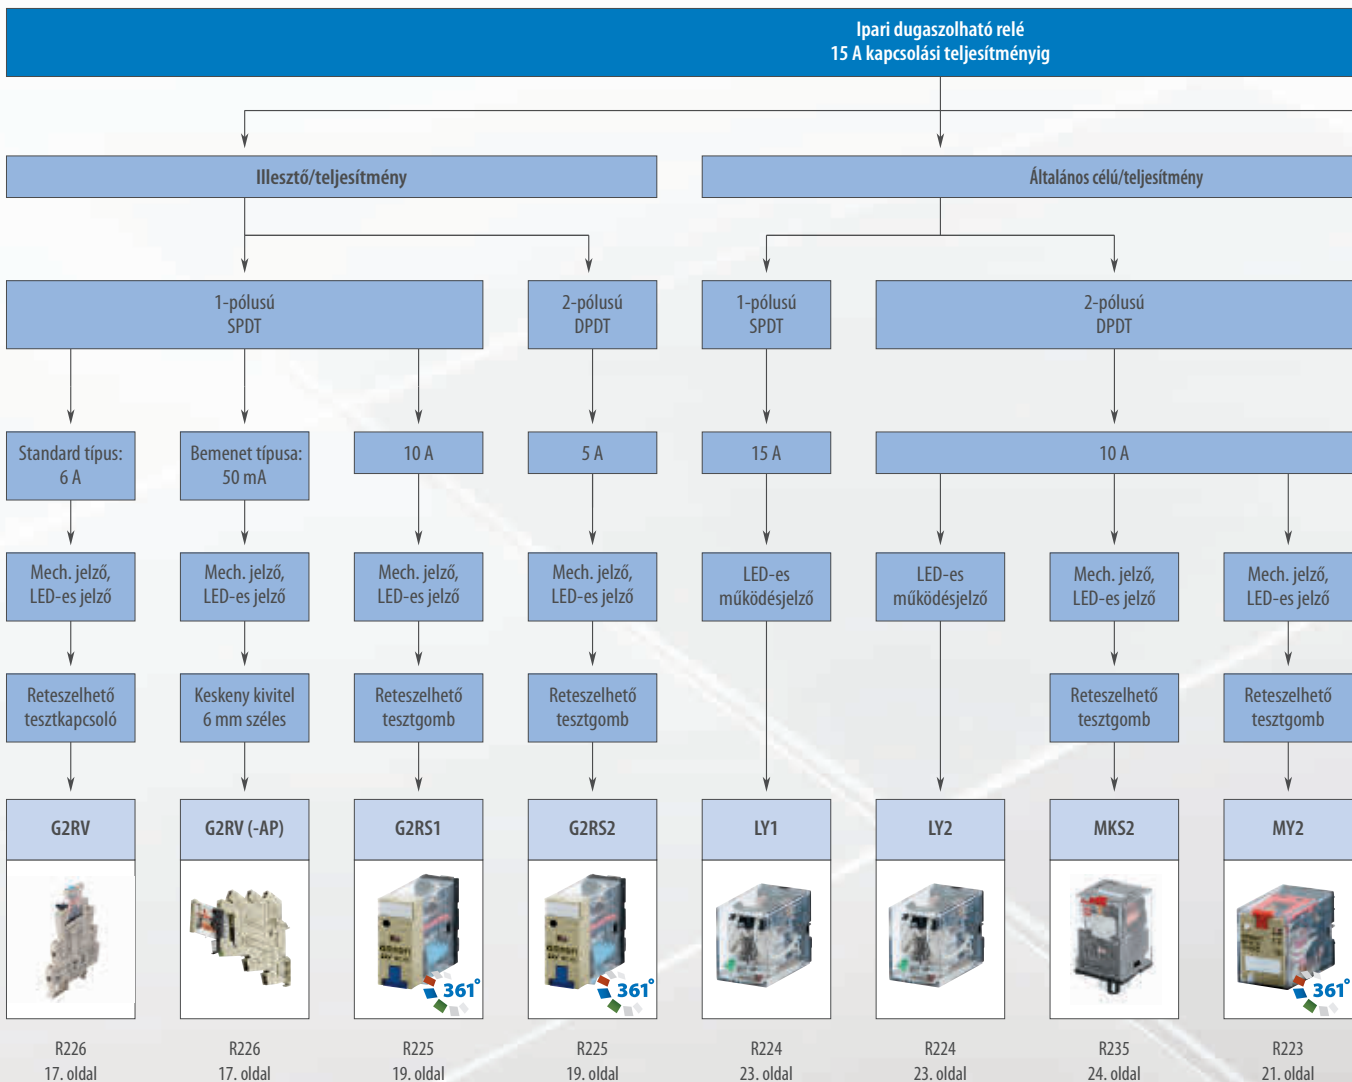 Ipari dugaszolható relé
15 A kapcsolási teljesítményig
Illesztő/teljesítmény
Általános célú/teljesítmény
1-pólusú
SPDT
2-pólusú
DPDT
1-pólusú
SPDT
2-pólusú
DPDT
Standard típus:
6 A
Bemenet típusa:
50 mA
10 A
5 A
15 A
10 A
Mech. jelző,
LED-es jelző
Mech. jelző,
LED-es jelző
Mech. jelző,
LED-es jelző
Mech. jelző,
LED-es jelző
LED-es
működésjelző
LED-es
működésjelző
Mech. jelző,
LED-es jelző
Mech. jelző,
LED-es jelző
Reteszelhető
tesztkapcsoló
Keskeny kivitel
6 mm széles
Reteszelhető
tesztgomb
Reteszelhető
tesztgomb
Reteszelhető
tesztgomb
Reteszelhető
tesztgomb
G2RV
G2RV (-AP)
G2RS1
G2RS2
LY1
LY2
MKS2
MY2
361°
361°
361°
R226
17. oldal
R226
17. oldal
R225
19. oldal
R225
19. oldal
R224
23. oldal
R224
23. oldal
R235
24. oldal
R223
21. oldal